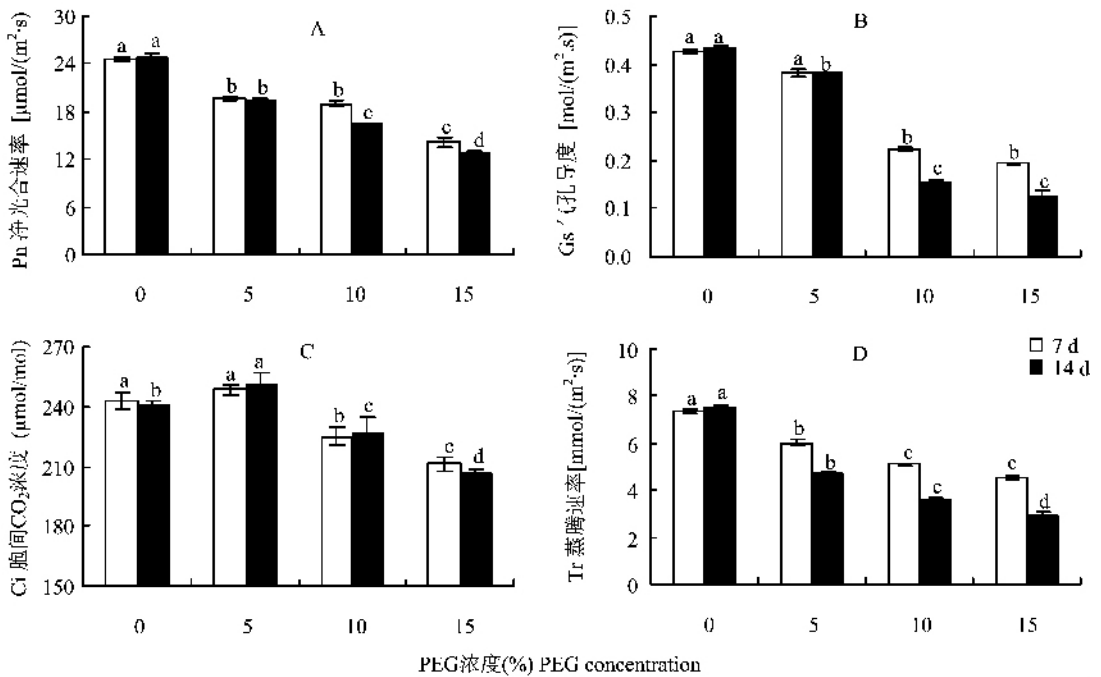 A
Pn 净光合速率 [μmol/(m²·s)]
30
24
18
12
6
0
a a
b b
b c
c d
0 5 10 15
B
Gs /(孔导度 [mol/(m².s)]
0.5
0.4
0.3
0.2
0.1
0.0
a a
a b
b c
b c
0 5 10 15
C
Ci 胞间CO₂浓度 (μmol/mol)
270
240
210
180
150
a b
a a
b c
c d
0 5 10 15
D
Tr 蒸腾速率[mmol/(m²·s)]
10
8
6
4
2
0
a a
b b
c c
c d
0 5 10 15
7 d
14 d
PEG浓度(%) PEG concentration